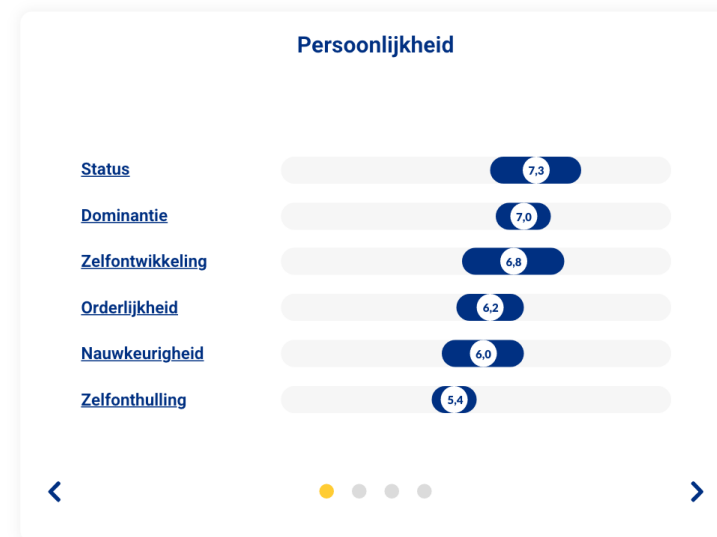 Persoonlijkheid
Status 7,3
Dominantie 7,0
Zelfontwikkeling 6,8
Orderlijkheid 6,2
Nauwkeurigheid 6,0
Zelfonthulling 5,4